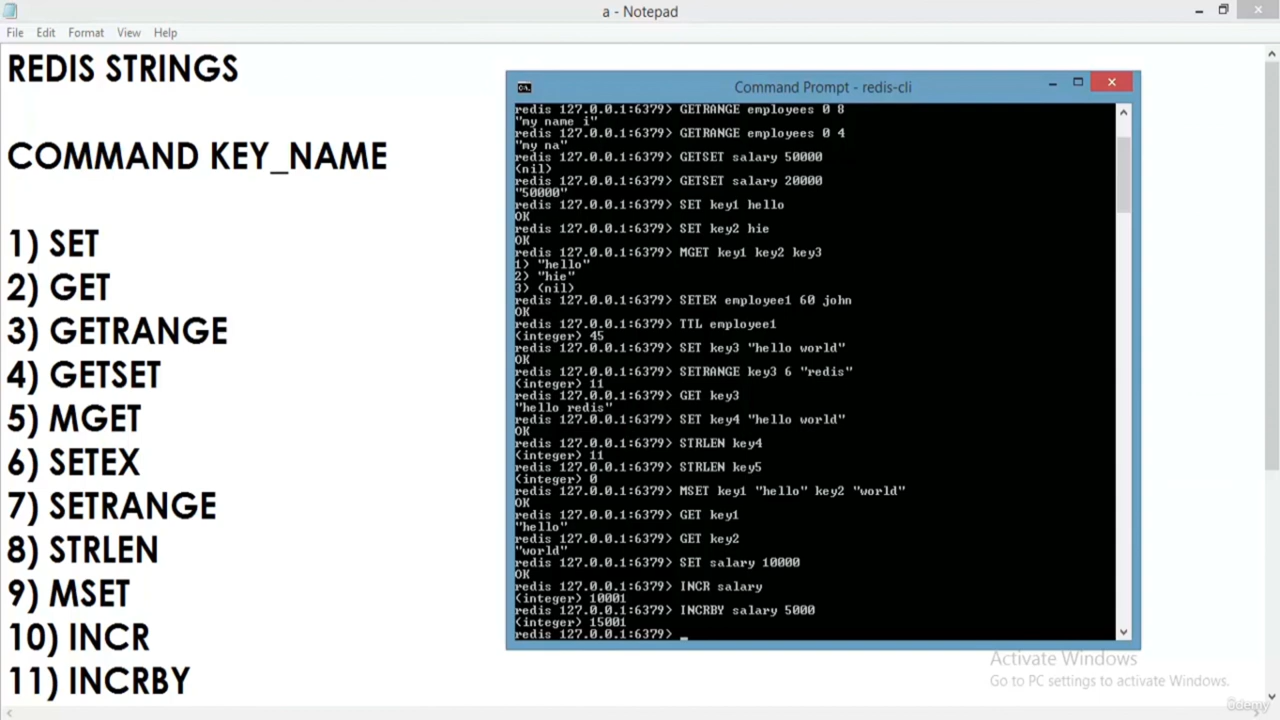 a - Notepad
File Edit Format View Help
REDIS STRINGS
COMMAND KEY_NAME
1) SET
2) GET
3) GETRANGE
4) GETSET
5) MGET
6) SETEX
7) SETRANGE
8) STRLEN
9) MSET
10) INCR
11) INCRBY
Command Prompt - redis-cli
redis 127.0.0.1:6379> GETRANGE employees 0 8
"my name i"
redis 127.0.0.1:6379> GETRANGE employees 0 4
"my na"
redis 127.0.0.1:6379> GETSET salary 50000
(nil)
redis 127.0.0.1:6379> GETSET salary 20000
"50000"
redis 127.0.0.1:6379> SET key1 hello
OK
redis 127.0.0.1:6379> SET key2 hie
OK
redis 127.0.0.1:6379> MGET key1 key2 key3
1) "hello"
2) "hie"
3) (nil)
redis 127.0.0.1:6379> SETEX employee1 60 john
OK
redis 127.0.0.1:6379> TTL employee1
(integer) 45
redis 127.0.0.1:6379> SET key3 "hello world"
OK
redis 127.0.0.1:6379> SETRANGE key3 6 "redis"
(integer) 11
redis 127.0.0.1:6379> GET key3
"hello redis"
redis 127.0.0.1:6379> SET key4 "hello world"
OK
redis 127.0.0.1:6379> STRLEN key4
(integer) 11
redis 127.0.0.1:6379> STRLEN key5
(integer) 0
redis 127.0.0.1:6379> MSET key1 "hello" key2 "world"
OK
redis 127.0.0.1:6379> GET key1
"hello"
redis 127.0.0.1:6379> GET key2
"world"
redis 127.0.0.1:6379> SET salary 10000
OK
redis 127.0.0.1:6379> INCR salary
(integer) 10001
redis 127.0.0.1:6379> INCRBY salary 5000
(integer) 15001
redis 127.0.0.1:6379> _
Activate Windows
Go to PC settings to activate Windows.
ûdemy